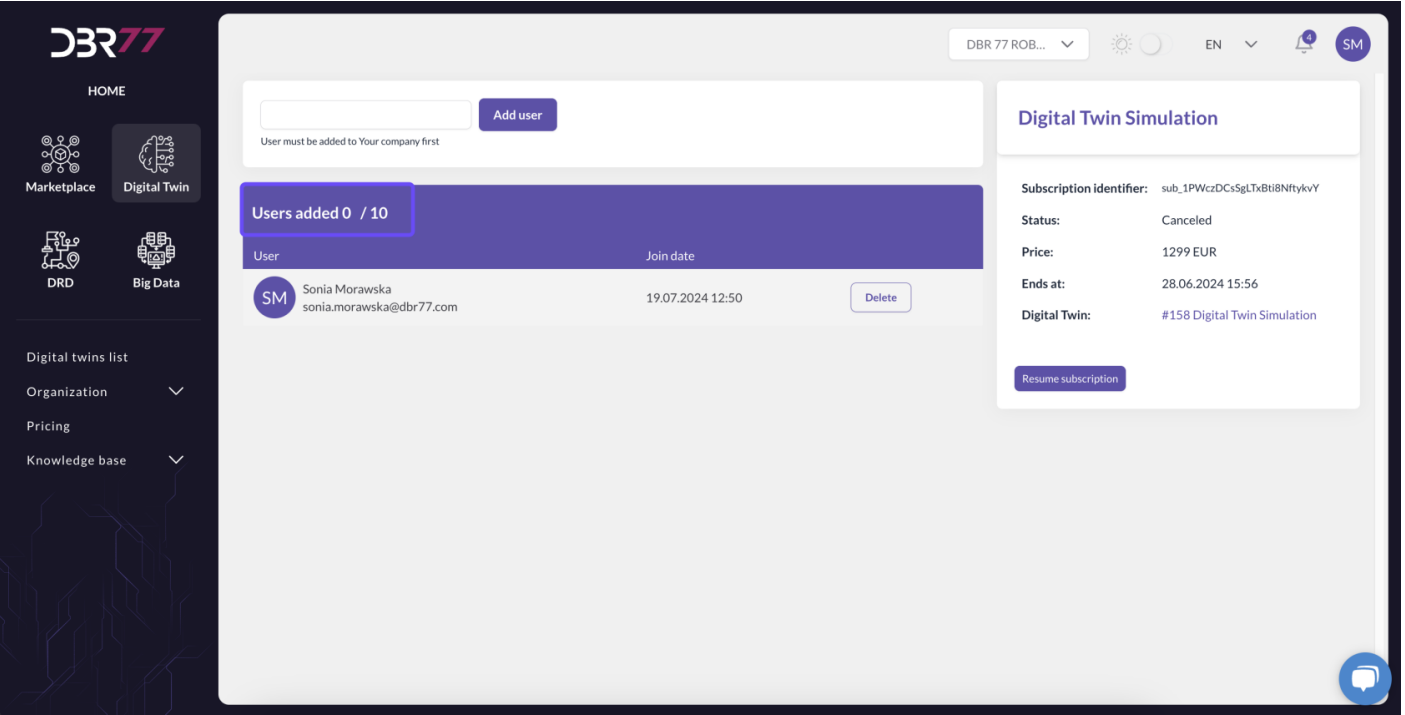 DBR77
HOME
Marketplace
Digital Twin
DRD
Big Data
Digital twins list
Organization
Pricing
Knowledge base
DBR 77 ROB...
EN
4
SM
Add user
User must be added to Your company first
Users added 0 / 10
User
Join date
SM
Sonia Morawska
sonia.morawska@dbr77.com
19.07.2024 12:50
Delete
Digital Twin Simulation
Subscription identifier: sub_1PWczDCsSgLTxBti8NftykvY
Status: Canceled
Price: 1299 EUR
Ends at: 28.06.2024 15:56
Digital Twin: #158 Digital Twin Simulation
Resume subscription